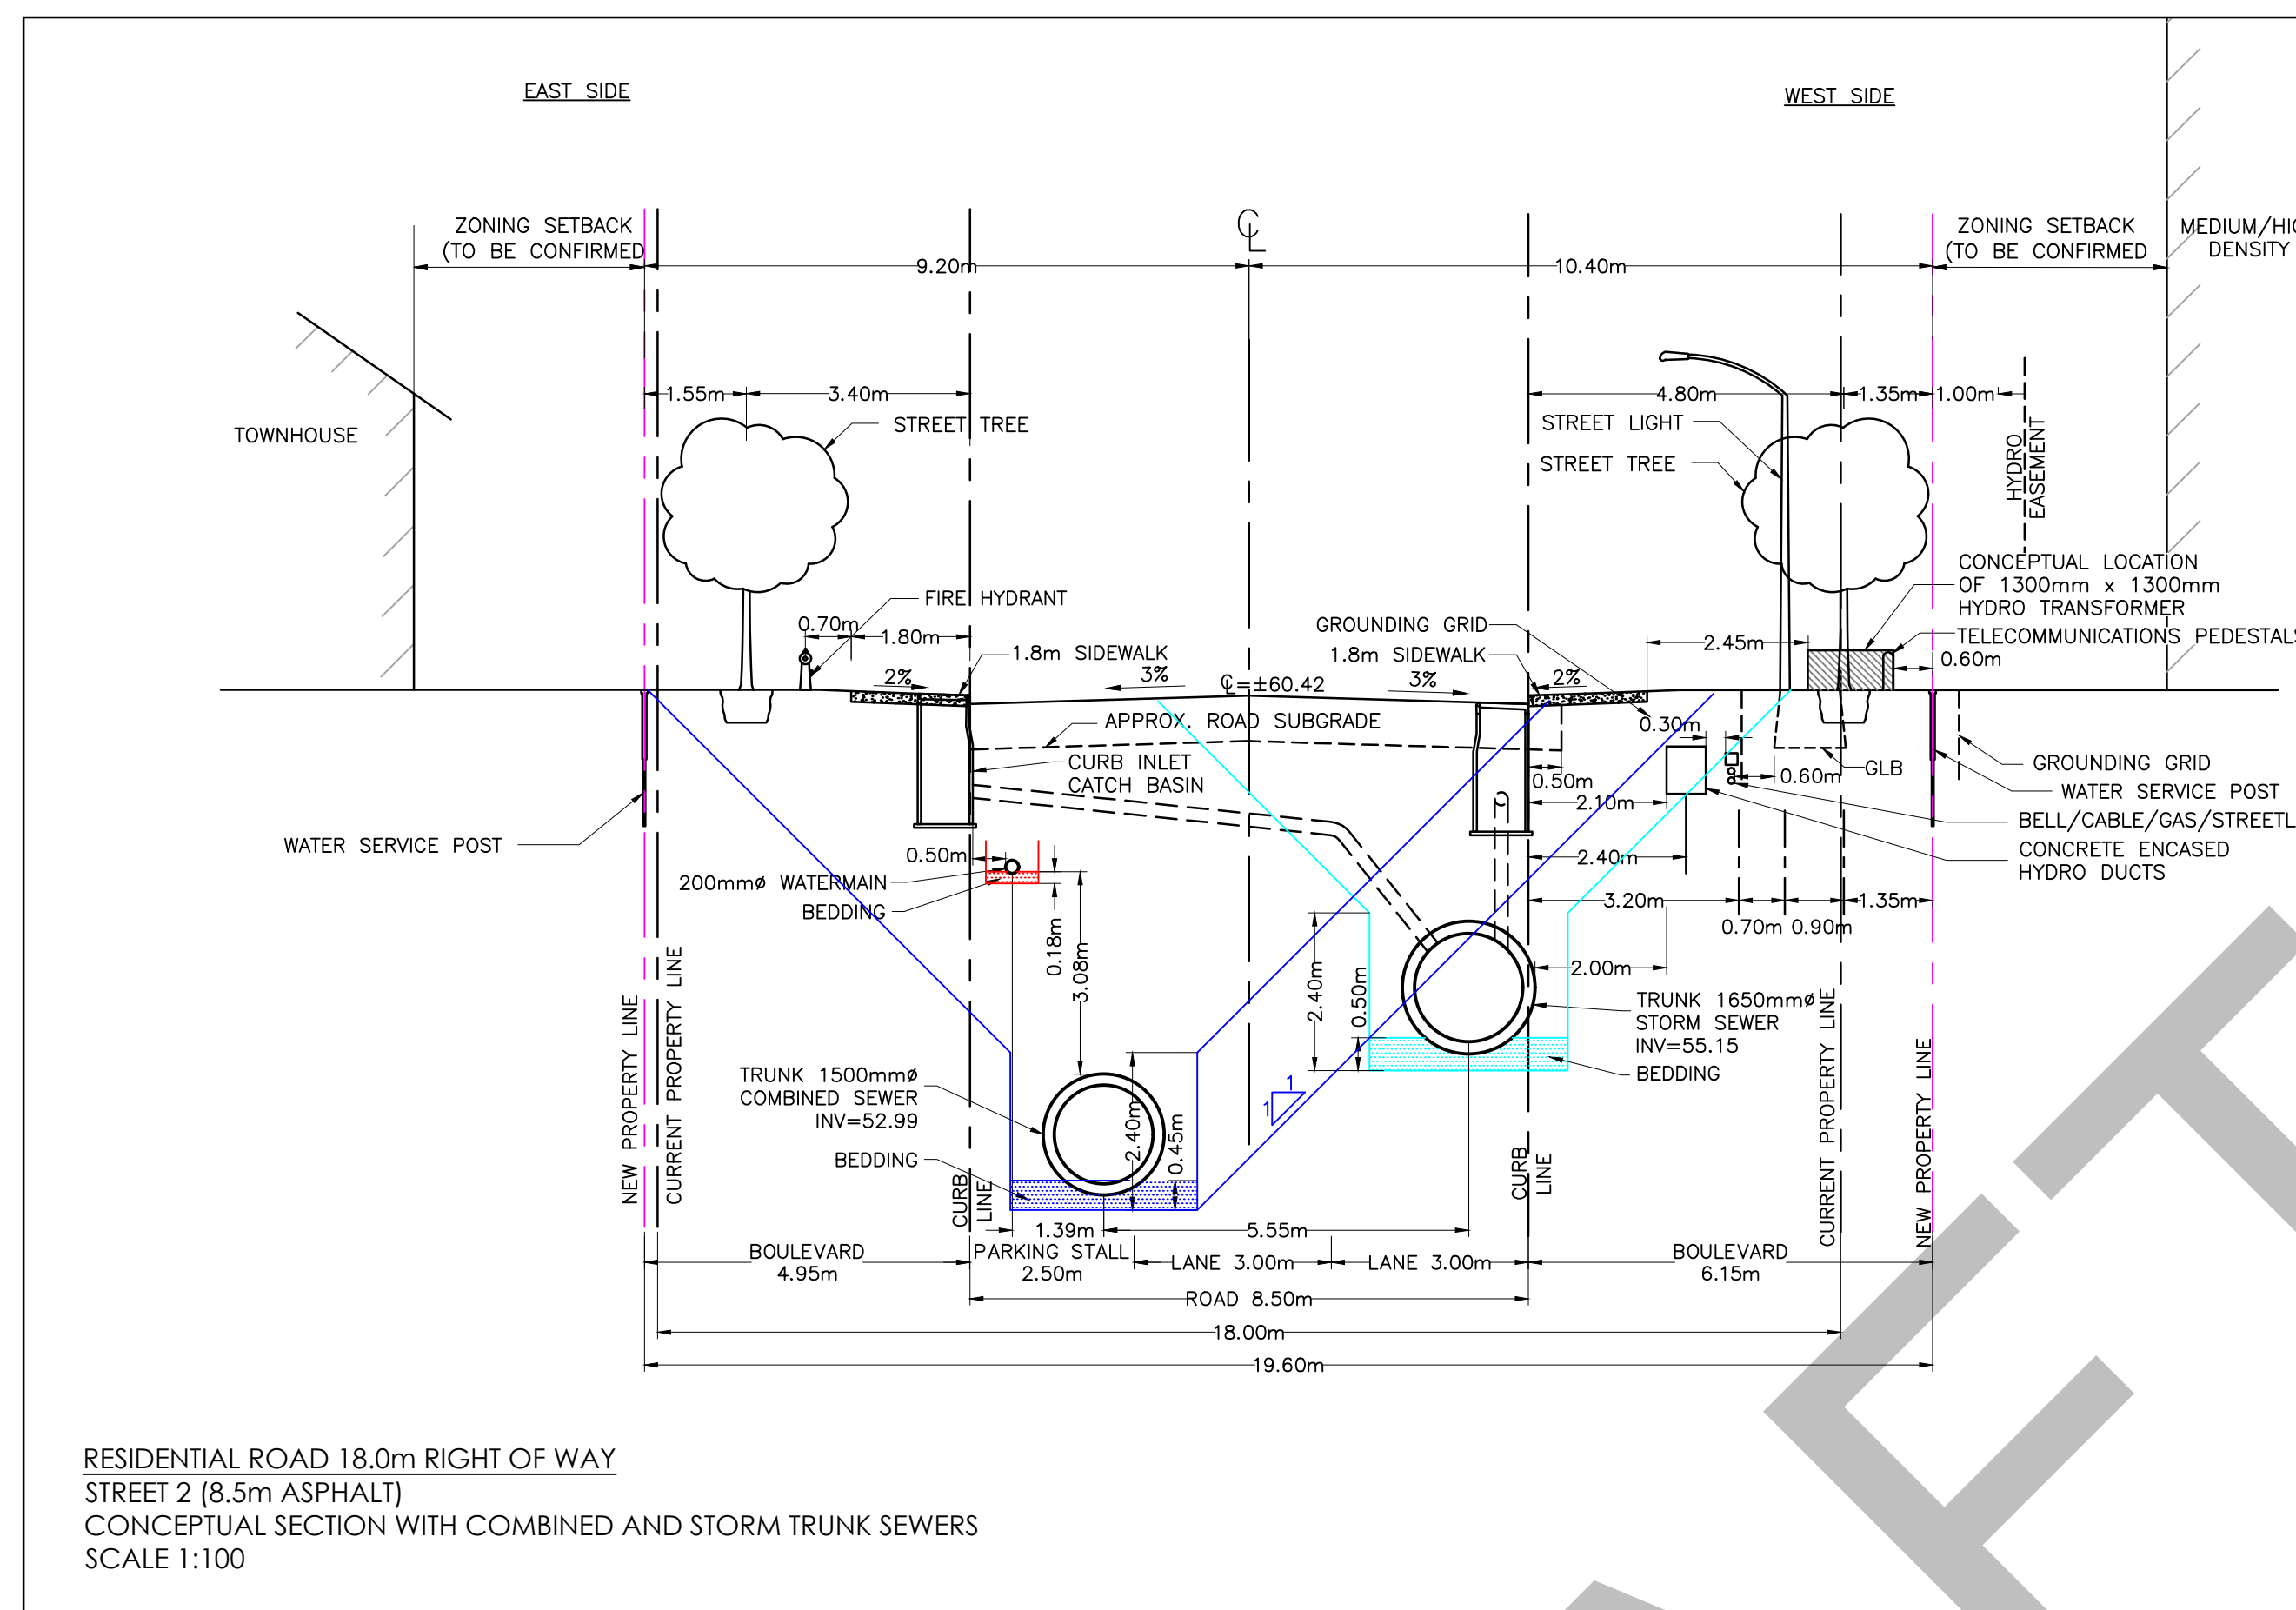 EAST SIDE
WEST SIDE
ZONING SETBACK
(TO BE CONFIRMED
℄
ZONING SETBACK
(TO BE CONFIRMED
DENSITY
9.20m
10.40m
1.55m
3.40m
4.80m
1.35m
1.00m
TOWNHOUSE
STREET TREE
STREET LIGHT
STREET TREE
HYDRO
EASEMENT
CONCEPTUAL LOCATION
OF 1300mm x 1300mm
HYDRO TRANSFORMER
TELECOMMUNICATIONS PEDESTALS
0.60m
FIRE HYDRANT
0.70m
1.80m
GROUNDING GRID
1.8m SIDEWALK
1.8m SIDEWALK
2.45m
2%
3%
℄=±60.42
3%
2%
APPROX. ROAD SUBGRADE
0.30m
CURB INLET
CATCH BASIN
0.50m
0.60m
GLB
GROUNDING GRID
2.10m
WATER SERVICE POST
BELL/CABLE/GAS/STREETL
WATER SERVICE POST
0.50m
2.40m
CONCRETE ENCASED
HYDRO DUCTS
200mmø WATERMAIN
BEDDING
3.20m
1.35m
0.70m
0.90m
0.18m
3.08m
2.40m
0.50m
2.00m
NEW PROPERTY LINE
CURRENT PROPERTY LINE
TRUNK 1650mmø
STORM SEWER
INV=55.15
BEDDING
CURRENT PROPERTY LINE
NEW PROPERTY LINE
TRUNK 1500mmø
COMBINED SEWER
INV=52.99
BEDDING
2.40m
0.45m
1
1
CURB
LINE
CURB
LINE
1.39m
5.55m
BOULEVARD
4.95m
PARKING STALL
2.50m
LANE 3.00m
LANE 3.00m
BOULEVARD
6.15m
ROAD 8.50m
18.00m
19.60m
RESIDENTIAL ROAD 18.0m RIGHT OF WAY
STREET 2 (8.5m ASPHALT)
CONCEPTUAL SECTION WITH COMBINED AND STORM TRUNK SEWERS
SCALE 1:100